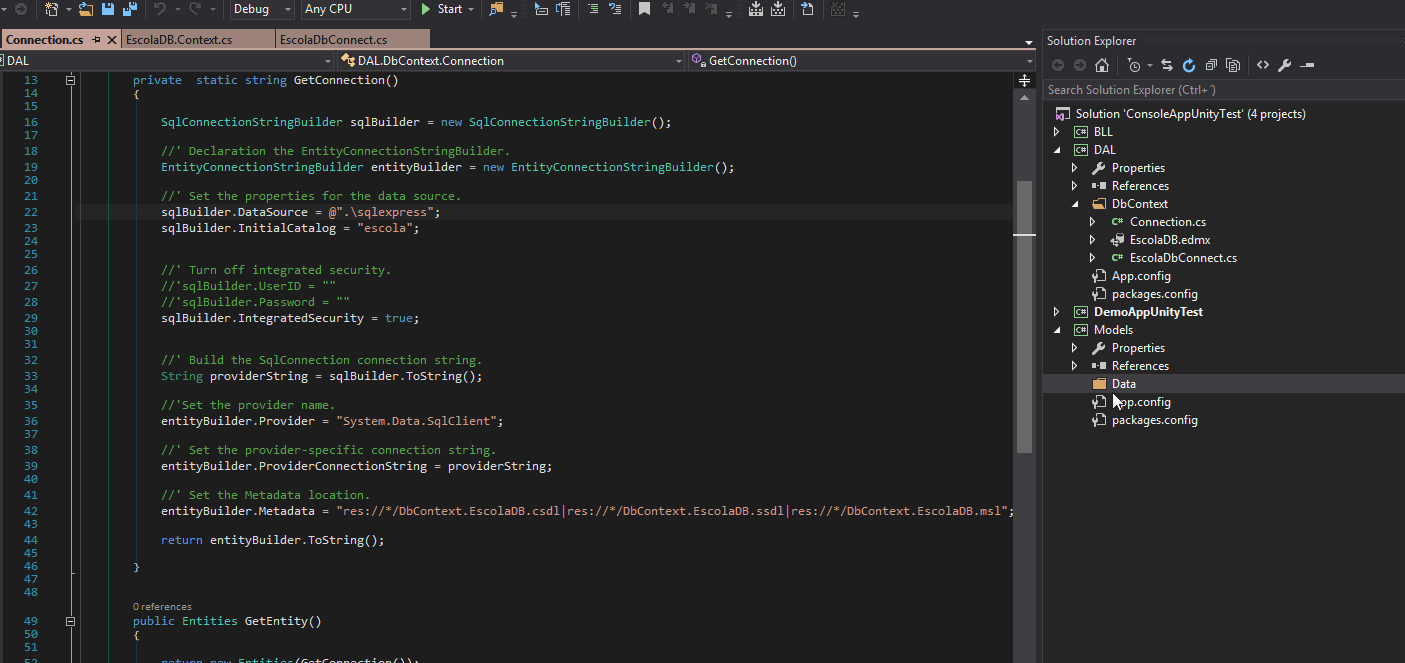 Debug Any CPU Start
Connection.cs EscolaDB.Context.cs EscolaDbConnect.cs
DAL DAL.DbContext.Connection GetConnection()
13 private static string GetConnection()
14 {
15
16 SqlConnectionStringBuilder sqlBuilder = new SqlConnectionStringBuilder();
17
18 //' Declaration the EntityConnectionStringBuilder.
19 EntityConnectionStringBuilder entityBuilder = new EntityConnectionStringBuilder();
20
21 //' Set the properties for the data source.
22 sqlBuilder.DataSource = @".\sqlexpress";
23 sqlBuilder.InitialCatalog = "escola";
24
25
26 //' Turn off integrated security.
27 //'sqlBuilder.UserID = ""
28 //'sqlBuilder.Password = ""
29 sqlBuilder.IntegratedSecurity = true;
30
31
32 //' Build the SqlConnection connection string.
33 String providerString = sqlBuilder.ToString();
34
35 //'Set the provider name.
36 entityBuilder.Provider = "System.Data.SqlClient";
37
38 //' Set the provider-specific connection string.
39 entityBuilder.ProviderConnectionString = providerString;
40
41 //' Set the Metadata location.
42 entityBuilder.Metadata = "res://*/DbContext.EscolaDB.csdl|res://*/DbContext.EscolaDB.ssdl|res://*/DbContext.EscolaDB.msl";
43
44 return entityBuilder.ToString();
45
46 }
47
48
0 references
49 public Entities GetEntity()
50 {
51
52 return new Entities(GetConnection());
Solution Explorer
Search Solution Explorer (Ctrl+´)
Solution 'ConsoleAppUnityTest' (4 projects)
C# BLL
C# DAL
Properties
References
DbContext
C# Connection.cs
EscolaDB.edmx
C# EscolaDbConnect.cs
App.config
packages.config
C# DemoAppUnityTest
C# Models
Properties
References
Data
pp.config
packages.config